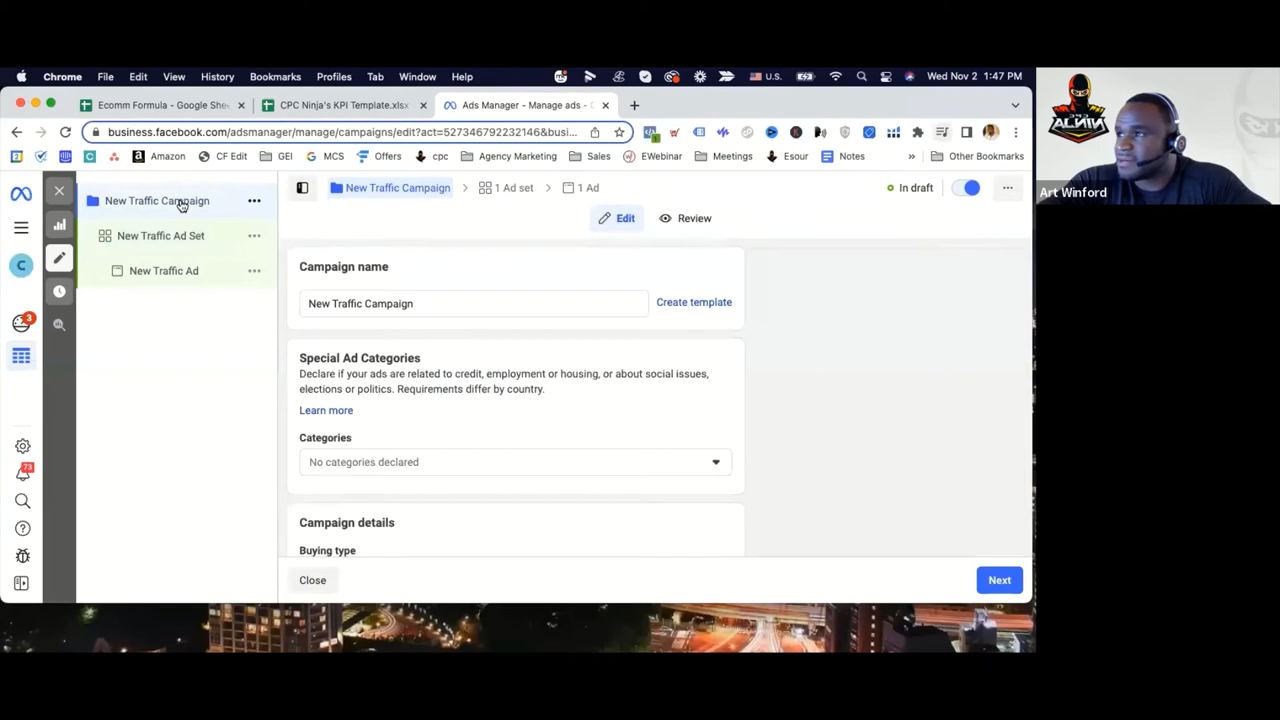 Chrome File Edit View History Bookmarks Profiles Tab Window Help U.S. Wed Nov 2 1:47 PM
Ecomm Formula - Google She CPC Ninja's KPI Template.xlsx Ads Manager - Manage ads -
business.facebook.com/adsmanager/manage/campaigns/edit?act=527346792232146&busi...
Amazon CF Edit GEI MCS Offers cpc Agency Marketing Sales EWebinar Meetings Esour Notes » Other Bookmarks
NINJA
Art Winford
New Traffic Campaign
New Traffic Ad Set
New Traffic Ad
New Traffic Campaign 1 Ad set 1 Ad In draft
Edit Review
C
3
73
Campaign name
New Traffic Campaign Create template
Special Ad Categories
Declare if your ads are related to credit, employment or housing, or about social issues,
elections or politics. Requirements differ by country.
Learn more
Categories
No categories declared
Campaign details
Buying type
Close Next